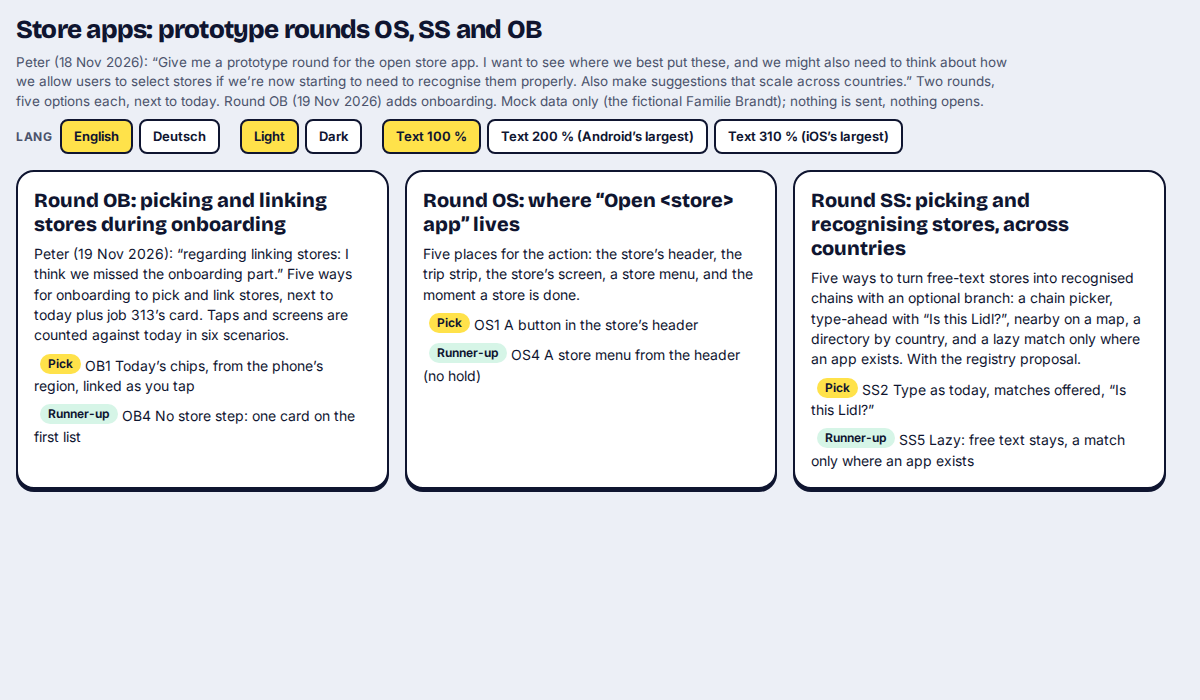 Store apps: prototype rounds OS, SS and OB
Peter (18 Nov 2026): “Give me a prototype round for the open store app. I want to see where we best put these, and we might also need to think about how
we allow users to select stores if we’re now starting to need to recognise them properly. Also make suggestions that scale across countries.” Two rounds,
five options each, next to today. Round OB (19 Nov 2026) adds onboarding. Mock data only (the fictional Familie Brandt); nothing is sent, nothing opens.
LANG English Deutsch Light Dark Text 100 % Text 200 % (Android’s largest) Text 310 % (iOS’s largest)
Round OB: picking and linking
stores during onboarding
Peter (19 Nov 2026): “regarding linking stores: I
think we missed the onboarding part.” Five ways
for onboarding to pick and link stores, next to
today plus job 313’s card. Taps and screens are
counted against today in six scenarios.
Pick OB1 Today’s chips, from the phone’s
region, linked as you tap
Runner-up OB4 No store step: one card on the
first list
Round OS: where “Open <store>
app” lives
Five places for the action: the store’s header, the
trip strip, the store’s screen, a store menu, and the
moment a store is done.
Pick OS1 A button in the store’s header
Runner-up OS4 A store menu from the header
(no hold)
Round SS: picking and
recognising stores, across
countries
Five ways to turn free-text stores into recognised
chains with an optional branch: a chain picker,
type-ahead with “Is this Lidl?”, nearby on a map, a
directory by country, and a lazy match only where
an app exists. With the registry proposal.
Pick SS2 Type as today, matches offered, “Is
this Lidl?”
Runner-up SS5 Lazy: free text stays, a match
only where an app exists